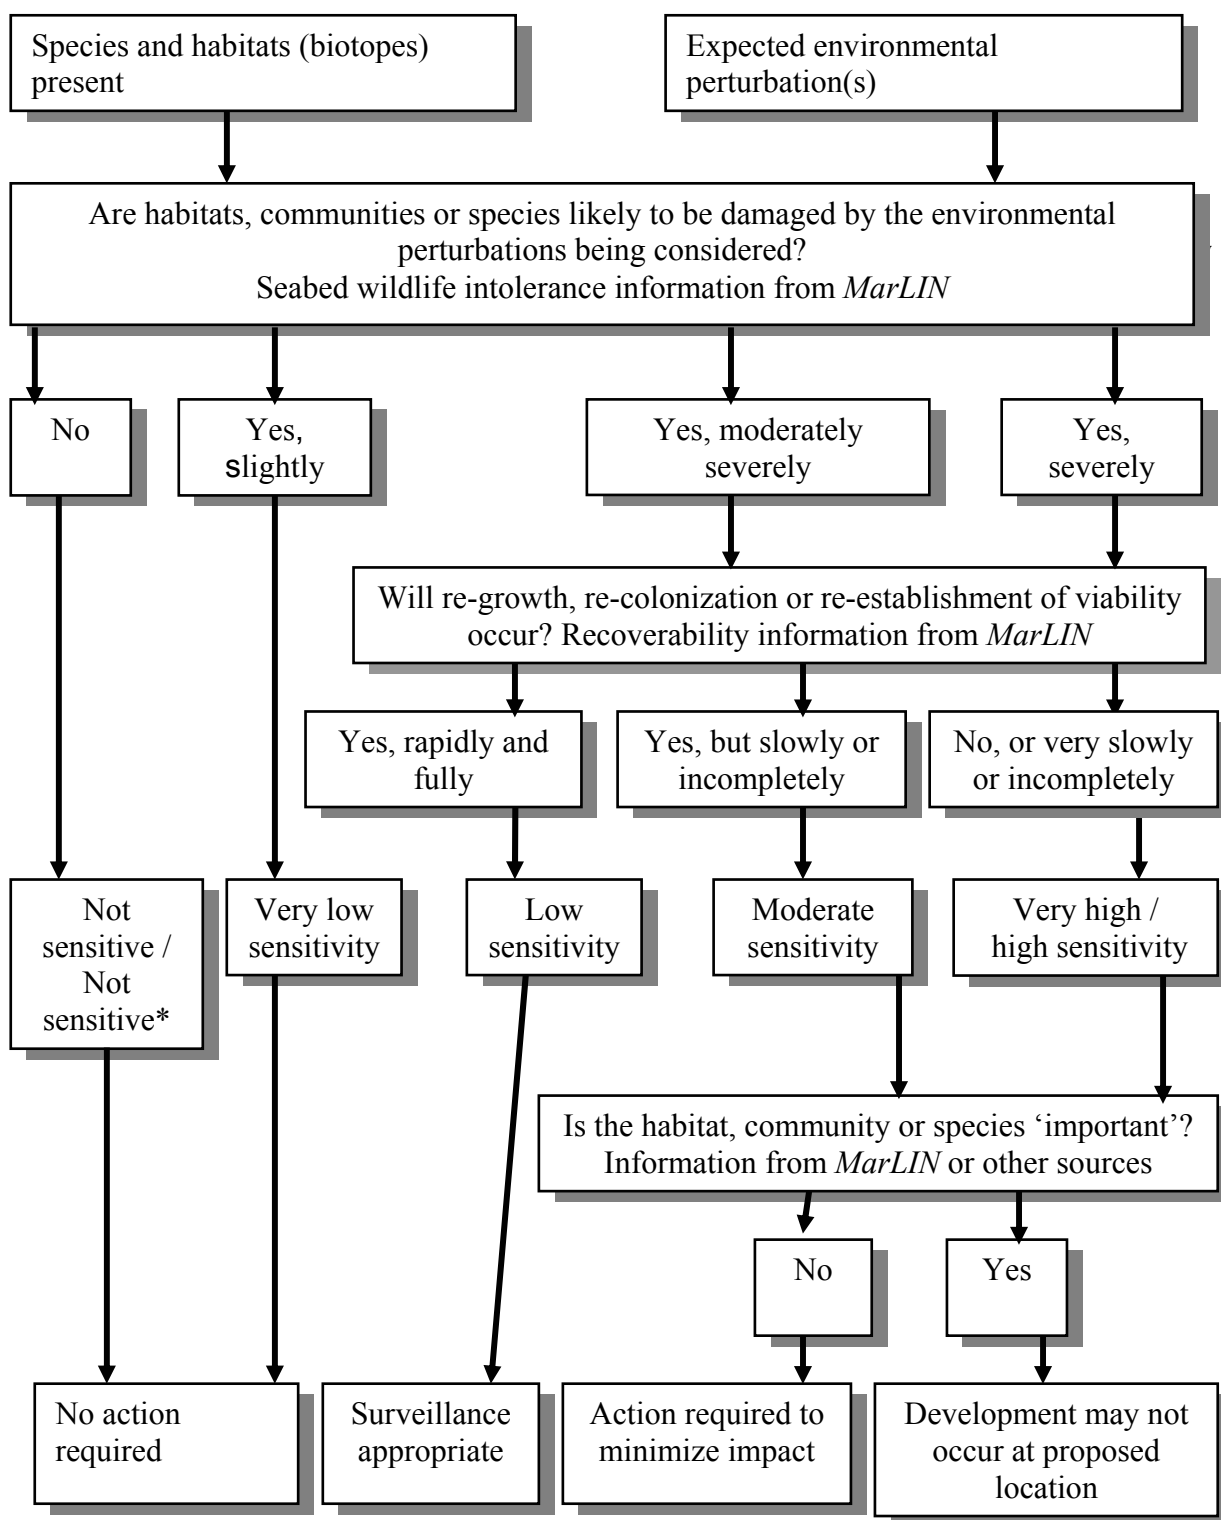 Species and habitats (biotopes)
present
Expected environmental
perturbation(s)
Are habitats, communities or species likely to be damaged by the environmental
perturbations being considered?
Seabed wildlife intolerance information from MarLIN
No
Yes,
slightly
Yes, moderately
severely
Yes,
severely
Will re-growth, re-colonization or re-establishment of viability
occur? Recoverability information from MarLIN
Yes, rapidly and
fully
Yes, but slowly or
incompletely
No, or very slowly
or incompletely
Not
sensitive /
Not
sensitive*
Very low
sensitivity
Low
sensitivity
Moderate
sensitivity
Very high /
high sensitivity
Is the habitat, community or species ‘important’?
Information from MarLIN or other sources
No
Yes
No action
required
Surveillance
appropriate
Action required to
minimize impact
Development may not
occur at proposed
location